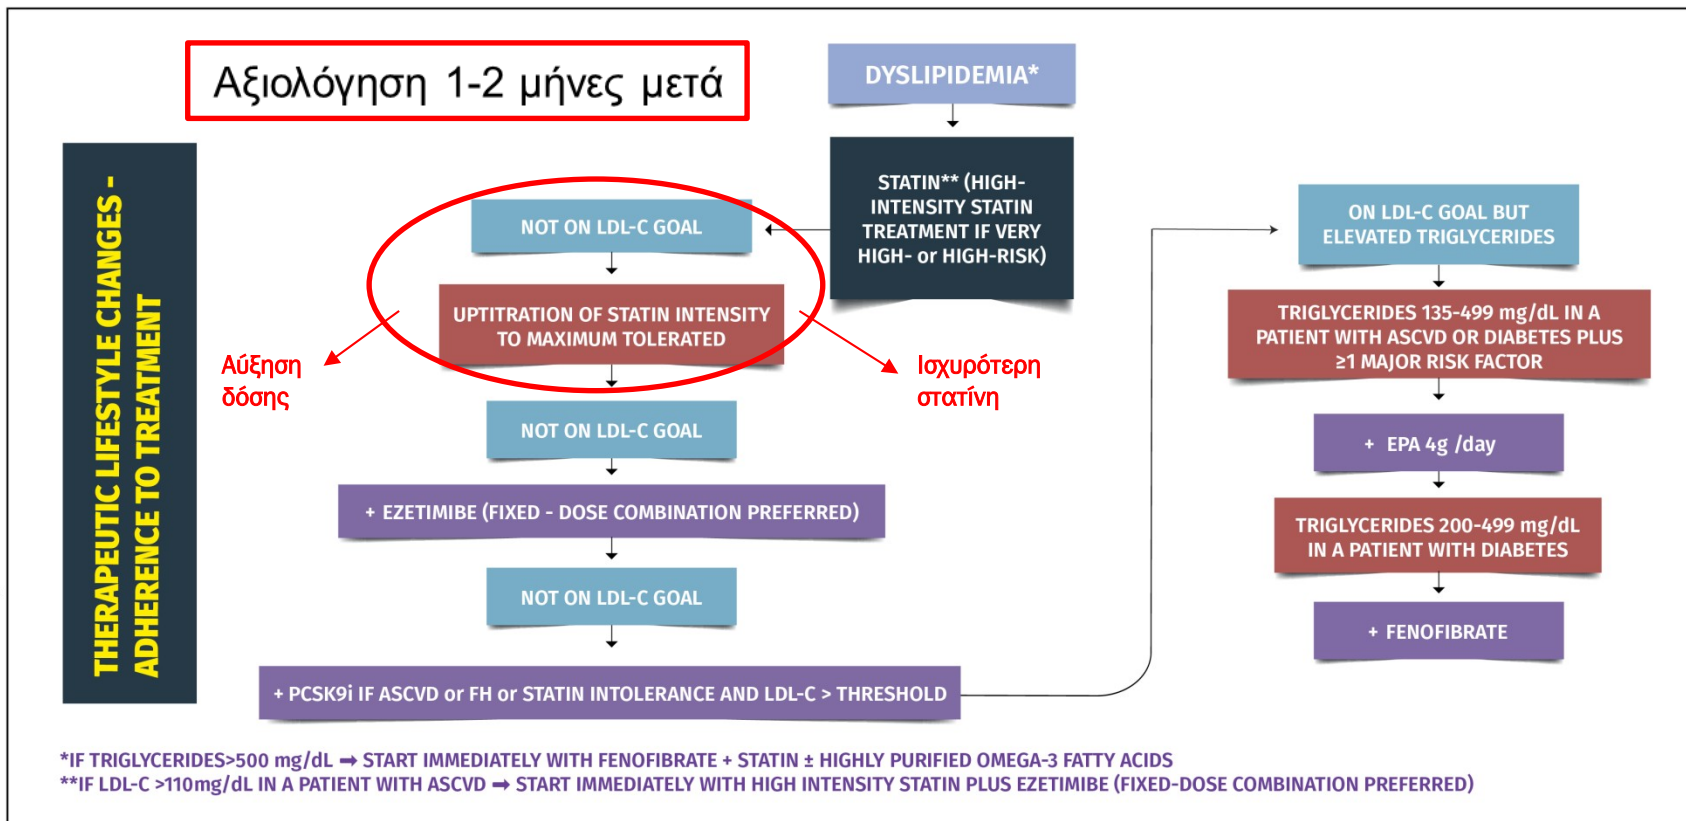 Αξιολόγηση 1-2 μήνες μετά
THERAPEUTIC LIFESTYLE CHANGES -
ADHERENCE TO TREATMENT
DYSLIPIDEMIA*
STATIN** (HIGH-
INTENSITY STATIN
TREATMENT IF VERY
HIGH- or HIGH-RISK)
NOT ON LDL-C GOAL
UPTITRATION OF STATIN INTENSITY
TO MAXIMUM TOLERATED
Αύξηση
δόσης
Ισχυρότερη
στατίνη
NOT ON LDL-C GOAL
+ EZETIMIBE (FIXED - DOSE COMBINATION PREFERRED)
NOT ON LDL-C GOAL
+ PCSK9i IF ASCVD or FH or STATIN INTOLERANCE AND LDL-C > THRESHOLD
ON LDL-C GOAL BUT
ELEVATED TRIGLYCERIDES
TRIGLYCERIDES 135-499 mg/dL IN A
PATIENT WITH ASCVD OR DIABETES PLUS
≥1 MAJOR RISK FACTOR
+ EPA 4g /day
TRIGLYCERIDES 200-499 mg/dL
IN A PATIENT WITH DIABETES
+ FENOFIBRATE
*IF TRIGLYCERIDES>500 mg/dL ➞ START IMMEDIATELY WITH FENOFIBRATE + STATIN ± HIGHLY PURIFIED OMEGA-3 FATTY ACIDS
**IF LDL-C >110mg/dL IN A PATIENT WITH ASCVD ➞ START IMMEDIATELY WITH HIGH INTENSITY STATIN PLUS EZETIMIBE (FIXED-DOSE COMBINATION PREFERRED)